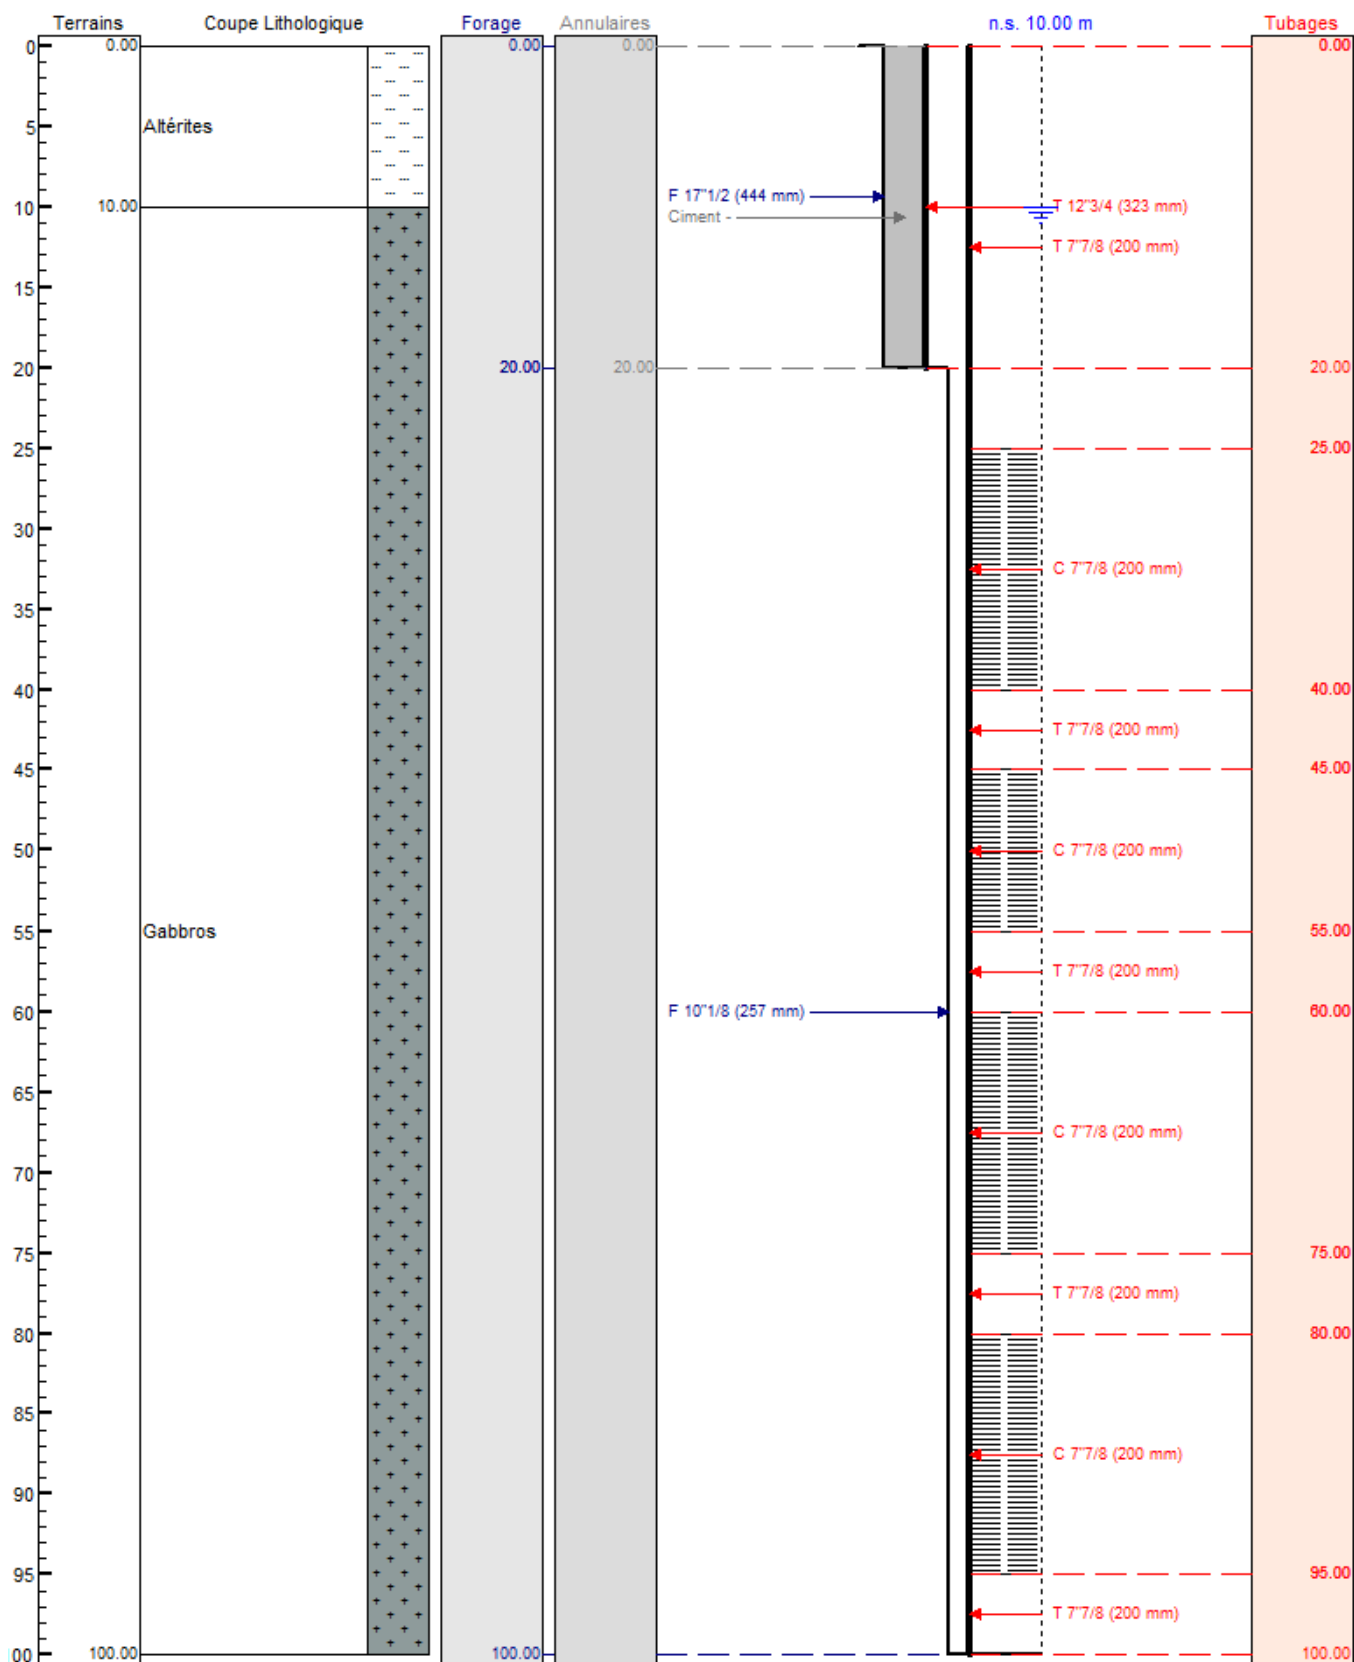 Terrains Coupe Lithologique Forage Annulaires n.s. 10.00 m Tubages
0 0.00 0.00 0.00 0.00
5 Altérites
F 17"1/2 (444 mm)
10 10.00 T 12"3/4 (323 mm)
Ciment -
T 7"7/8 (200 mm)
15
20 20.00 20.00 20.00
25 25.00
30
C 7"7/8 (200 mm)
35
40 40.00
T 7"7/8 (200 mm)
45 45.00
50 C 7"7/8 (200 mm)
55 Gabbros 55.00
T 7"7/8 (200 mm)
60 F 10"1/8 (257 mm) 60.00
65
C 7"7/8 (200 mm)
70
75 75.00
T 7"7/8 (200 mm)
80 80.00
85
C 7"7/8 (200 mm)
90
95 95.00
T 7"7/8 (200 mm)
00 100.00 100.00 100.00